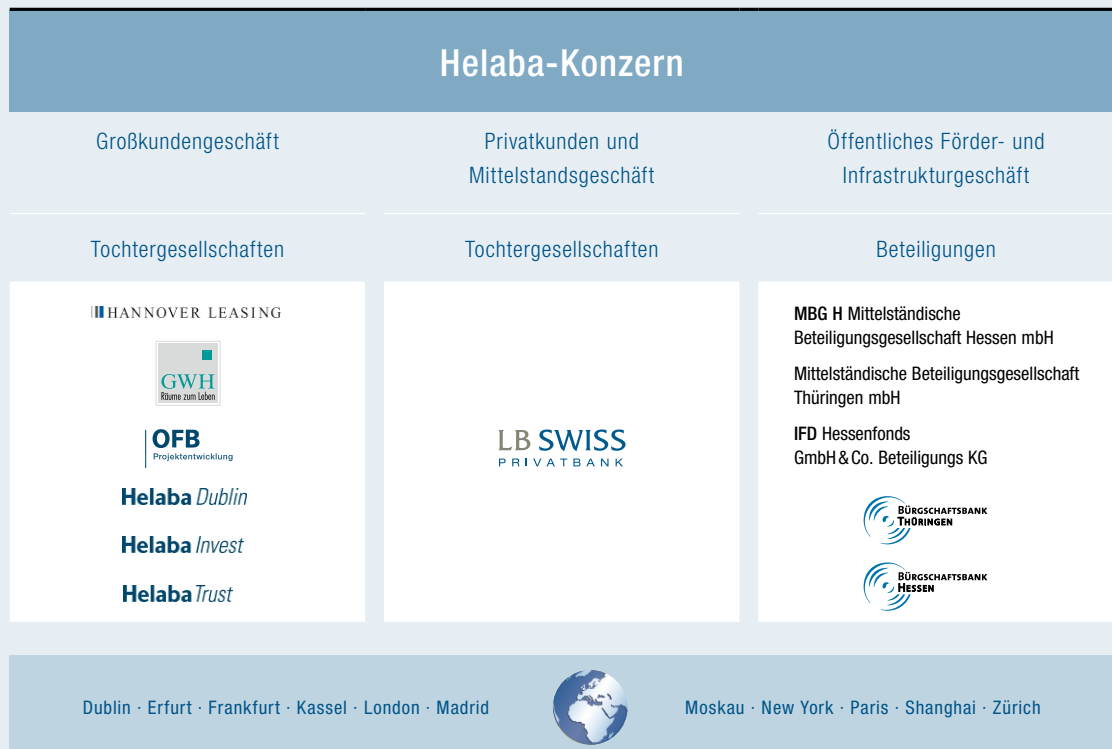 Helaba-Konzern
Großkundengeschäft
Privatkunden und
Mittelstandsgeschäft
Öffentliches Förder- und
Infrastrukturgeschäft
Tochtergesellschaften
Tochtergesellschaften
Beteiligungen
HANNOVER LEASING
GWH
Räume zum Leben
OFB
Projektentwicklung
Helaba Dublin
Helaba Invest
Helaba Trust
LB SWISS
PRIVATBANK
MBG H Mittelständische
Beteiligungsgesellschaft Hessen mbH
Mittelständische Beteiligungsgesellschaft
Thüringen mbH
IFD Hessenfonds
GmbH & Co. Beteiligungs KG
BÜRGSCHAFTSBANK
THÜRINGEN
BÜRGSCHAFTSBANK
HESSEN
Dublin · Erfurt · Frankfurt · Kassel · London · Madrid
Moskau · New York · Paris · Shanghai · Zürich